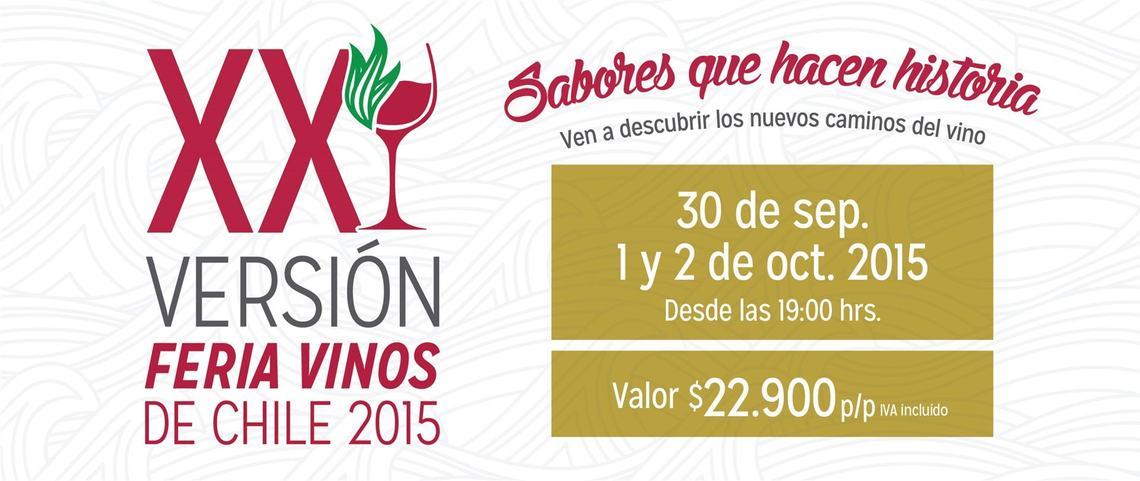 XX
VERSIÓN
FERIA VINOS
DE CHILE 2015
Sabores que hacen historia
Ven a descubrir los nuevos caminos del vino
30 de sep.
1 y 2 de oct. 2015
Desde las 19:00 hrs.
Valor $22.900 p/p IVA incluido